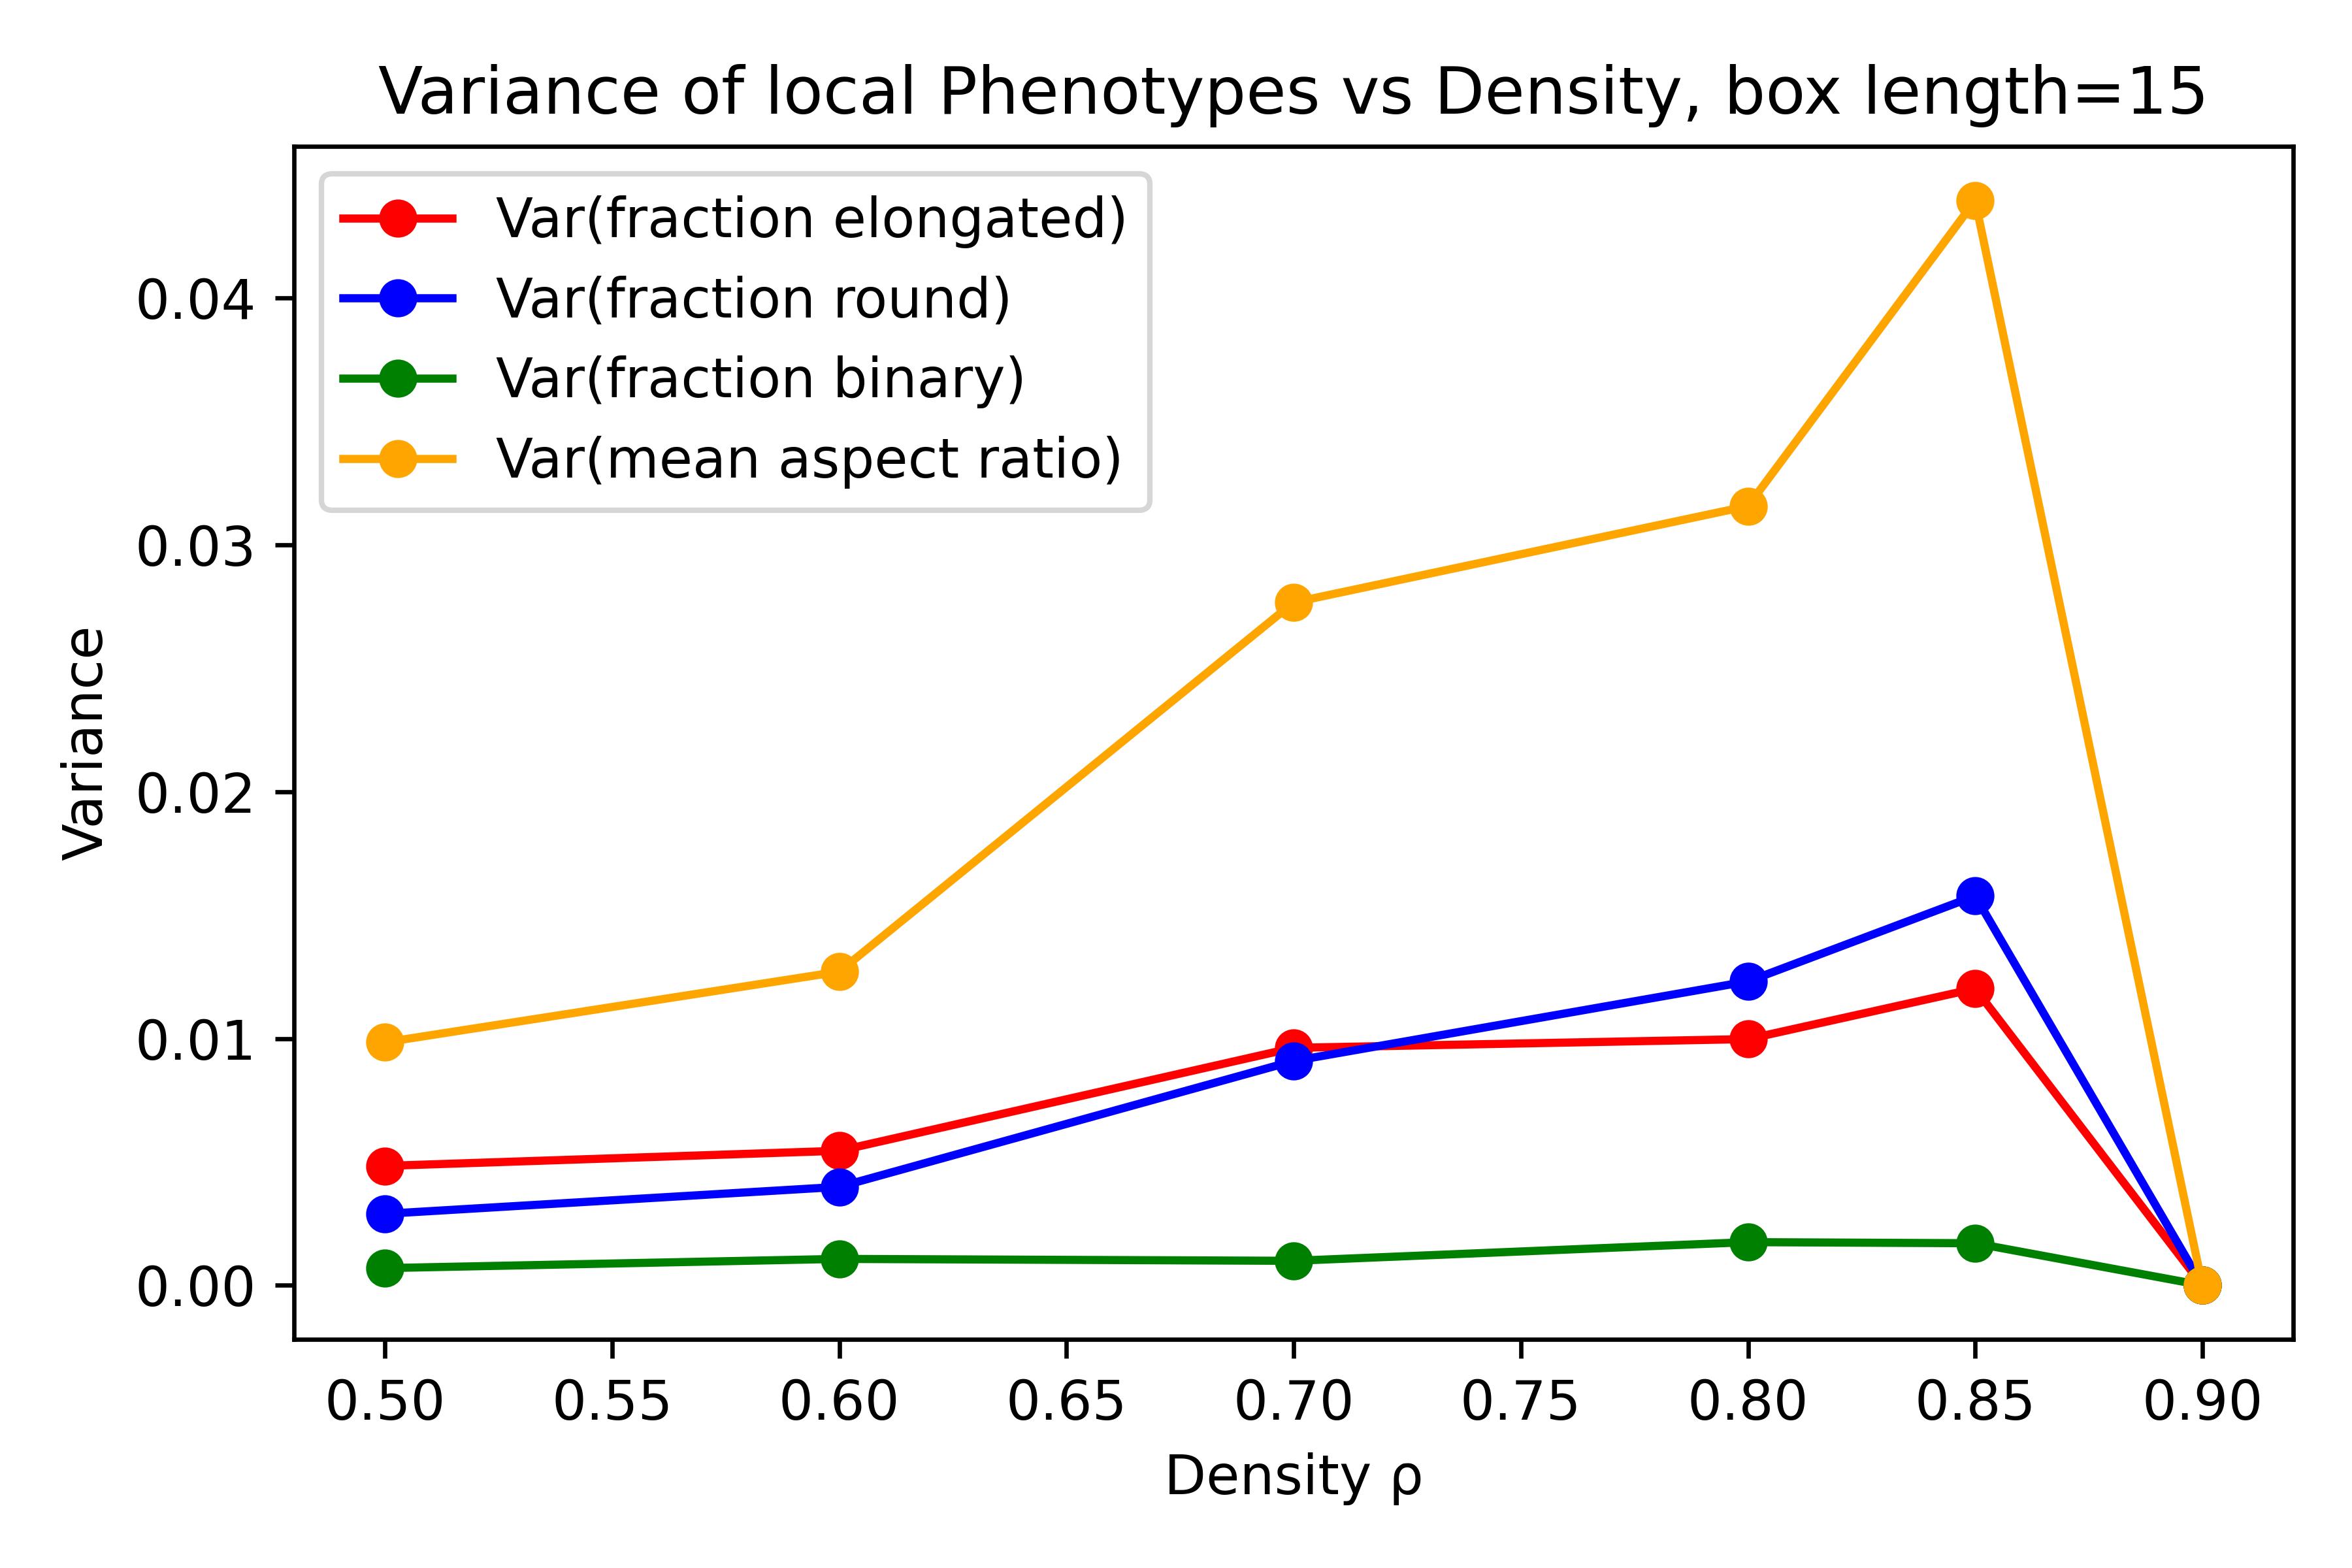 Variance of local Phenotypes vs Density, box length=15
Var(fraction elongated)
Var(fraction round)
Var(fraction binary)
Var(mean aspect ratio)
0.04
0.03
0.02
0.01
0.00
Variance
0.50 0.55 0.60 0.65 0.70 0.75 0.80 0.85 0.90
Density ρ